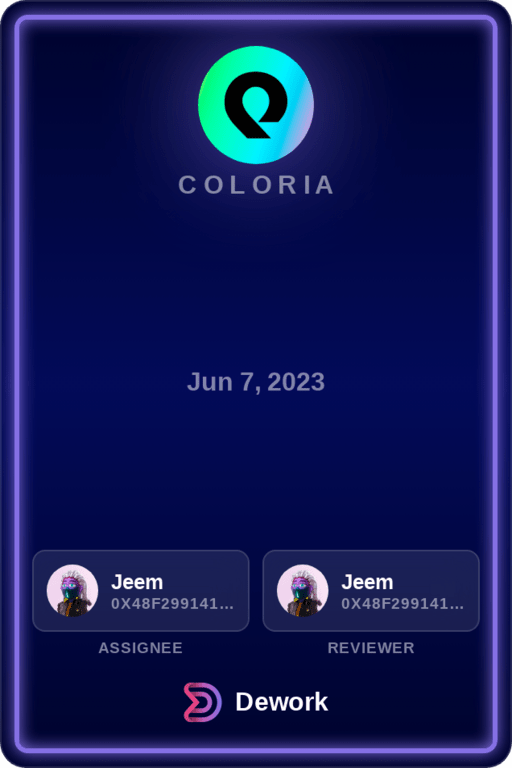 COLORIA
Jun 7, 2023
Jeem
0X48F299141...
Jeem
0X48F299141...
ASSIGNEE
REVIEWER
Dework